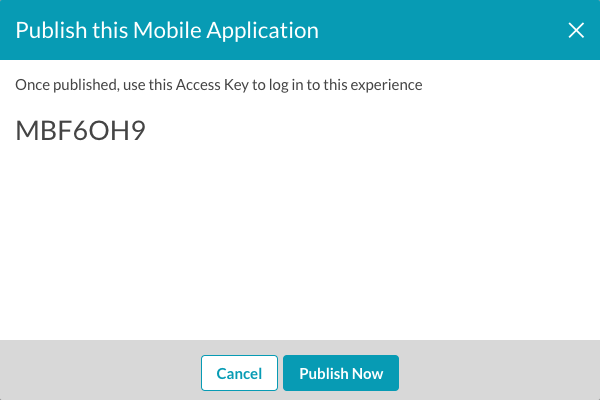 Publish this Mobile Application
Once published, use this Access Key to log in to this experience
MBF6OH9
Cancel
Publish Now